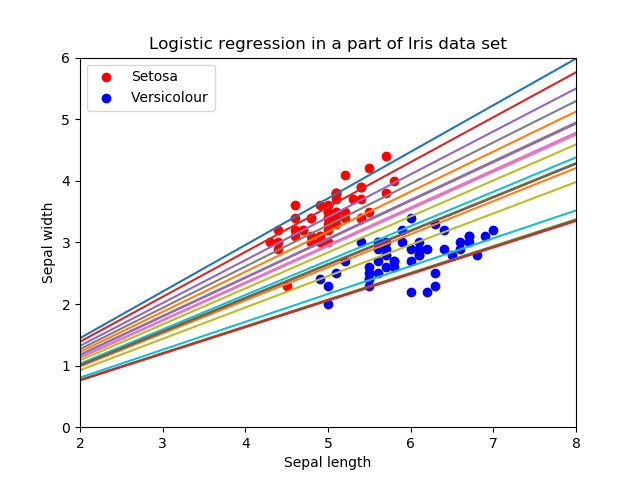 Logistic regression in a part of Iris data set
Setosa
Versicolour
6
5
4
3
2
1
0
Sepal width
2 3 4 5 6 7 8
Sepal length